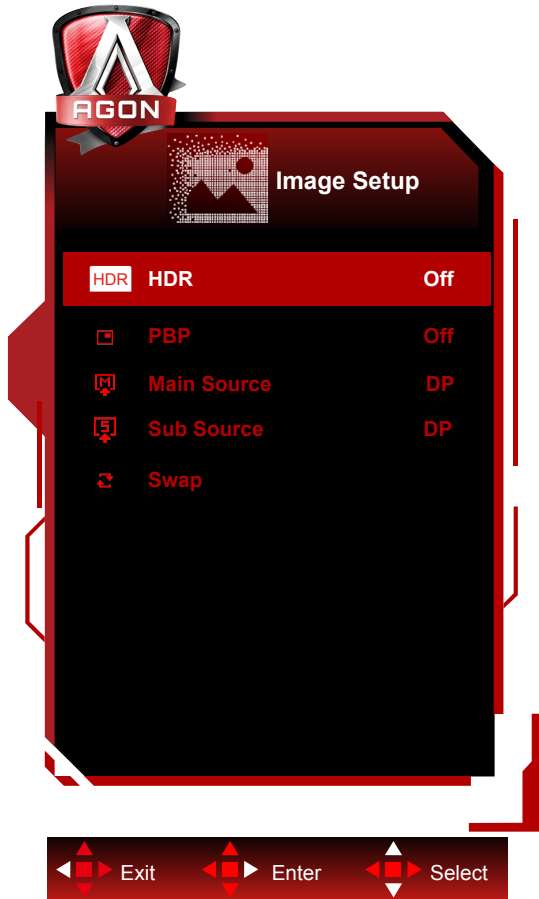 AGON
Image Setup
HDR HDR Off
PBP Off
M Main Source DP
S Sub Source DP
Swap
Exit Enter Select